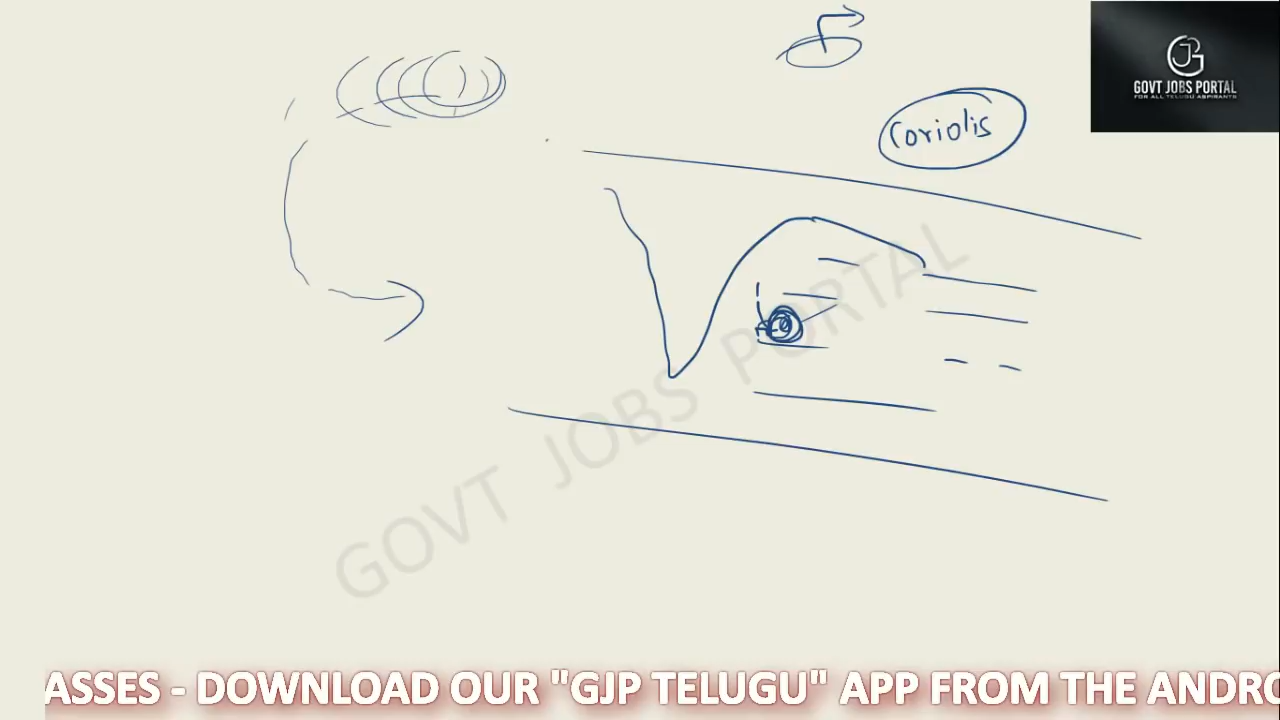 GOVT JOBS PORTAL
FOR ALL TELUGU ASPIRANTS
Coriolis
GOVT JOBS PORTAL
ASSES - DOWNLOAD OUR "GJP TELUGU" APP FROM THE ANDRO